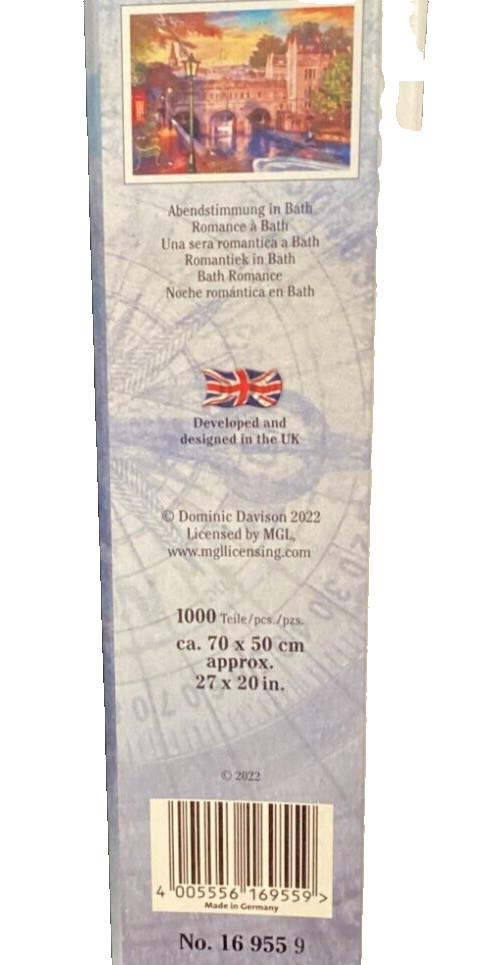 Abendstimmung in Bath
Romance à Bath
Una sera romantica a Bath
Romantiek in Bath
Bath Romance
Noche romántica en Bath
Developed and
designed in the UK
© Dominic Davison 2022
Licensed by MGL,
www.mgllicensing.com
1000 Teile/pcs./pzs.
ca. 70 x 50 cm
approx.
27 x 20 in.
© 2022
4 005556 169559 >
Made in Germany
No. 16 955 9